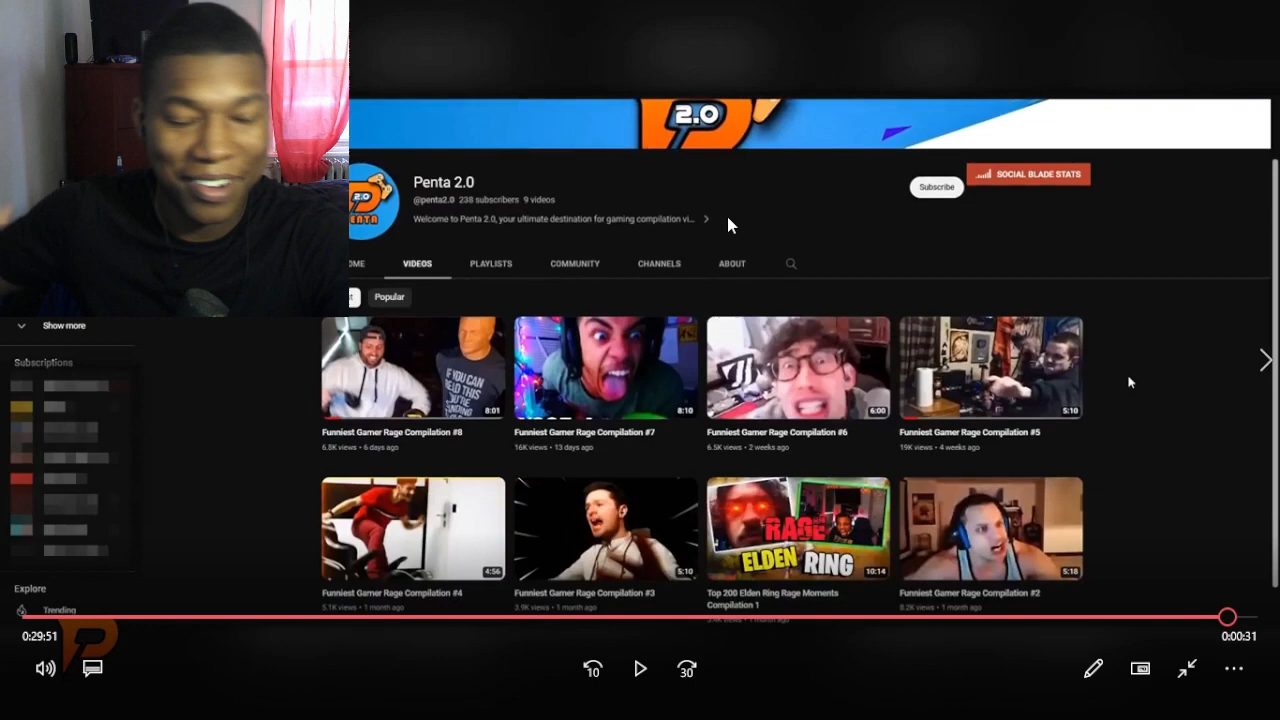 2.0
Penta 2.0
Subscribe
SOCIAL BLADE STATS
@penta2.0 238 subscribers 9 videos
2.0
Welcome to Penta 2.0, your ultimate destination for gaming compilation vi...
OME VIDEOS PLAYLISTS COMMUNITY CHANNELS ABOUT
t Popular
Show more
Subscriptions
IF YOU CAN
8:01 8:10 6:00 5:10
Funniest Gamer Rage Compilation #8 Funniest Gamer Rage Compilation #7 Funniest Gamer Rage Compilation #6 Funniest Gamer Rage Compilation #5
6.8K views • 6 days ago 16K views • 13 days ago 6.5K views • 2 weeks ago 19K views • 4 weeks ago
RAGE
ELDEN RING
4:56 5:10 10:14 5:18
Explore
Funniest Gamer Rage Compilation #4 Funniest Gamer Rage Compilation #3 Top 200 Elden Ring Rage Moments Funniest Gamer Rage Compilation #2
Compilation 1
5.1K views • 1 month ago 3.9K views • 1 month ago 8.2K views • 1 month ago
Trending
0:29:51 0:00:31
10 30